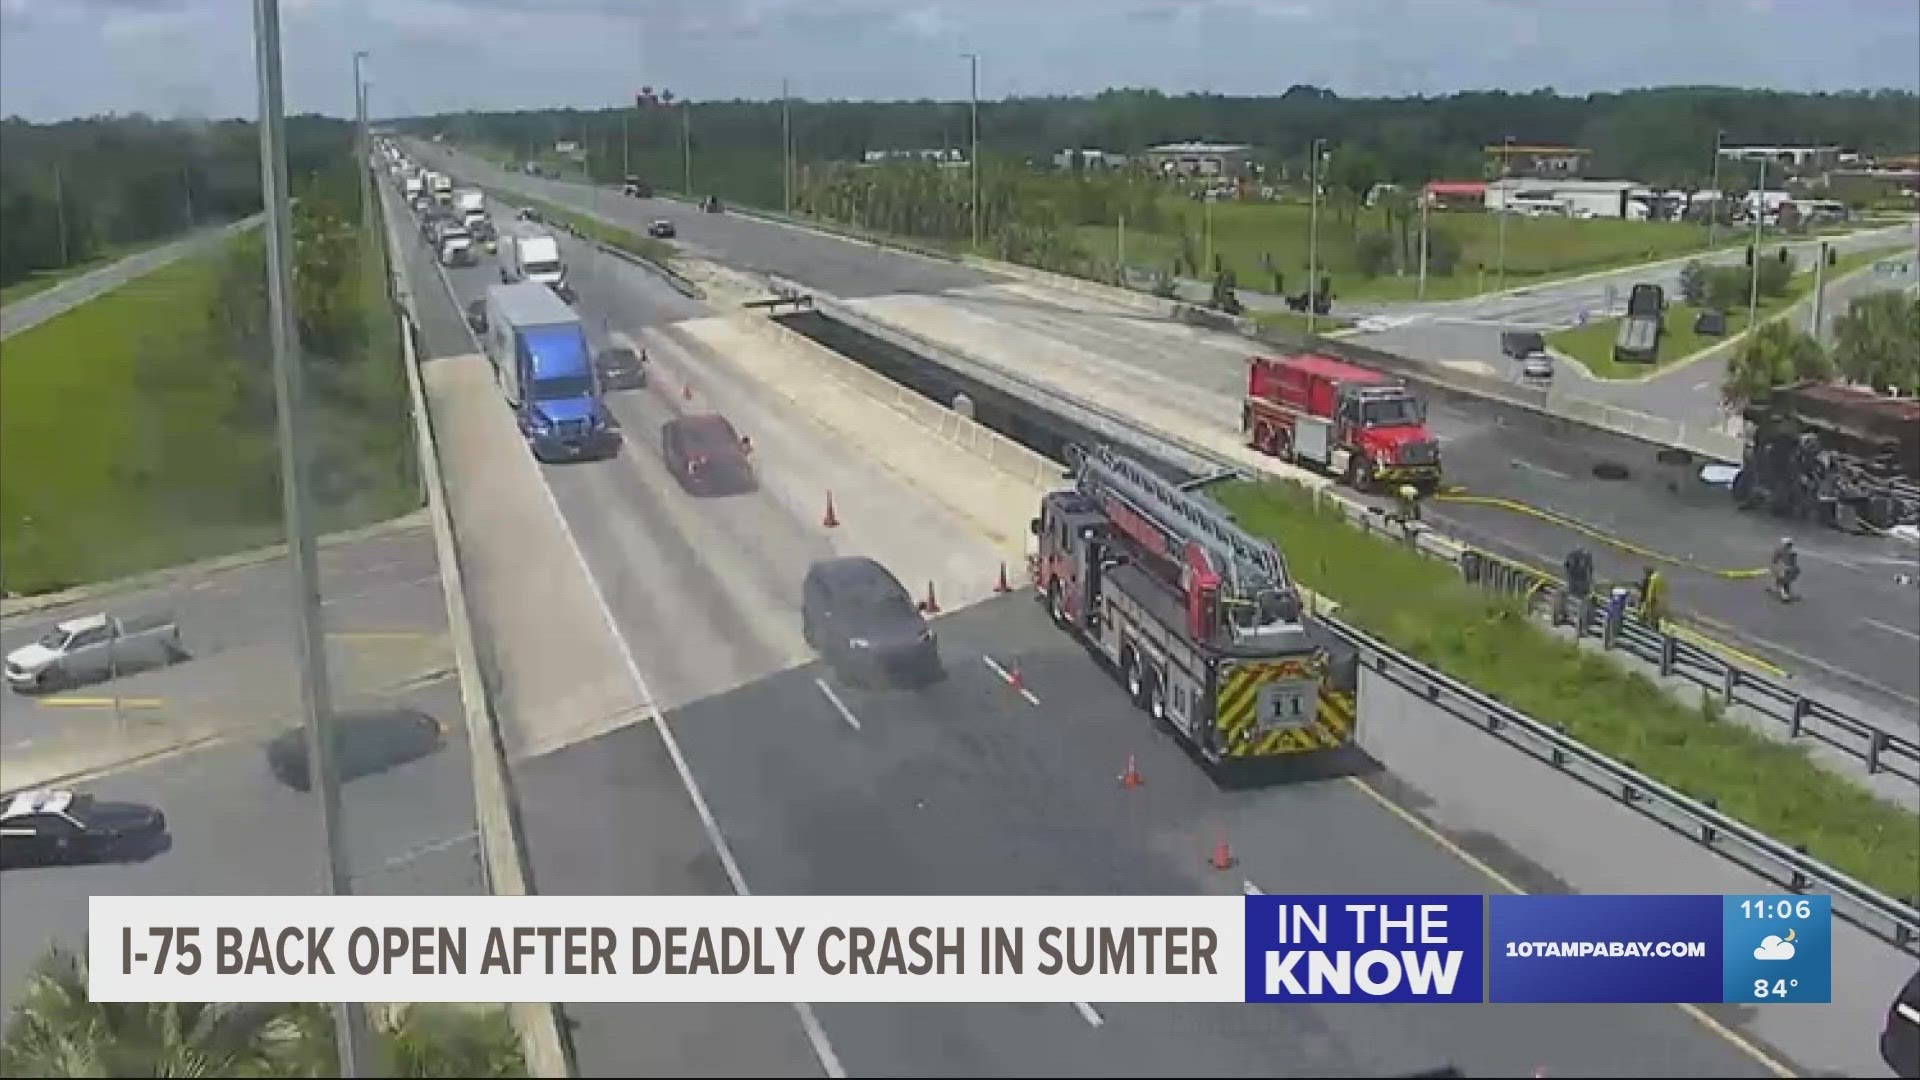 11
I-75 BACK OPEN AFTER DEADLY CRASH IN SUMTER
IN THE
KNOW
10TAMPABAY.COM
11:06
84°